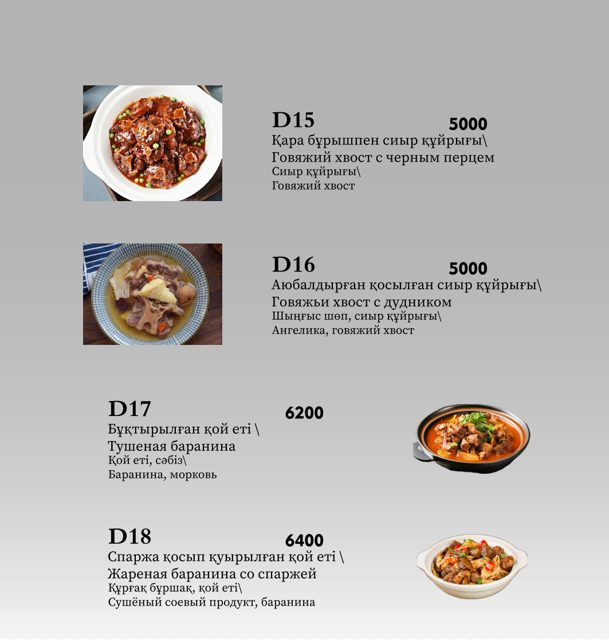 D15
5000
Қара бұрышпен сиыр құйрығы\
Говяжий хвост с черным перцем
Сиыр құйрығы\
Говяжий хвост
D16
5000
Аюбалдырған қосылған сиыр құйрығы\
Говяжьи хвост с дудником
Шыңғыс шөп, сиыр құйрығы\
Ангелика, говяжий хвост
D17
6200
Бұқтырылған қой еті \
Тушеная баранина
Қой еті, сәбіз\
Баранина, морковь
D18
6400
Спаржа қосып қуырылған қой еті \
Жареная баранина со спаржей
Құрғақ бұршақ, қой еті\
Сушёный соевый продукт, баранина